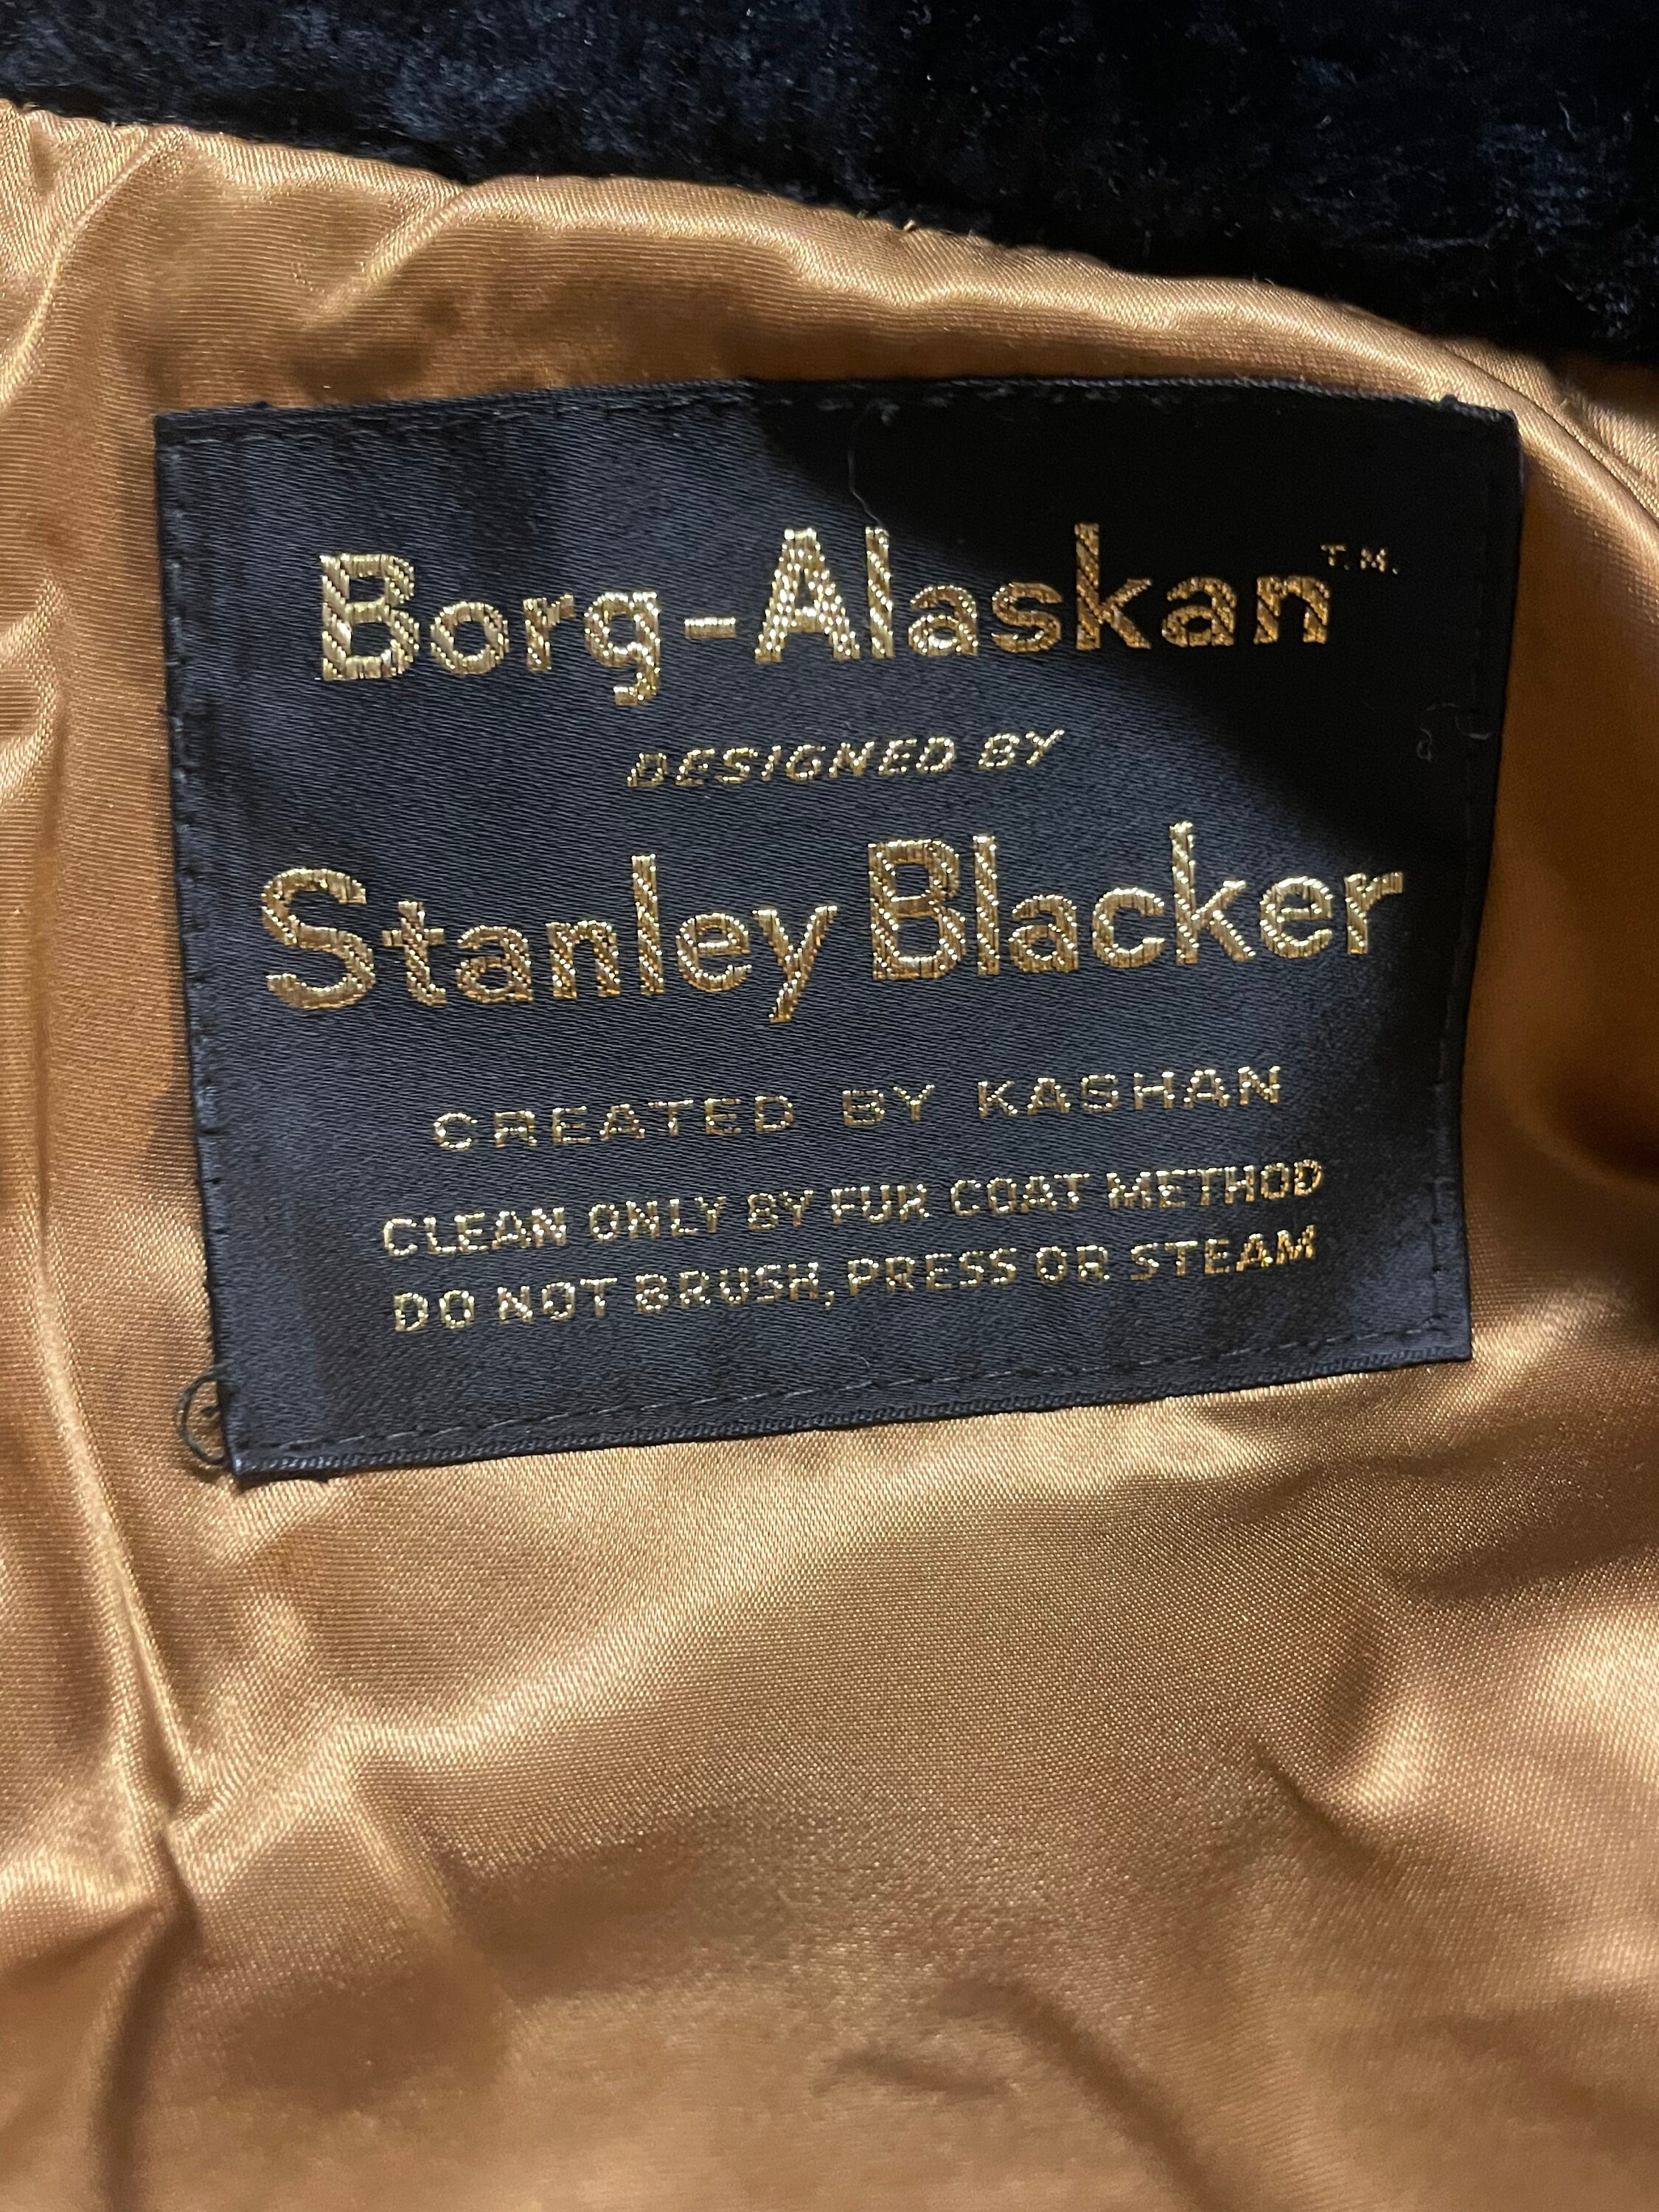 Borg-Alaskan T.M.
DESIGNED BY
Stanley Blacker
CREATED BY KASHAN
CLEAN ONLY BY FUR COAT METHOD
DO NOT BRUSH, PRESS OR STEAM